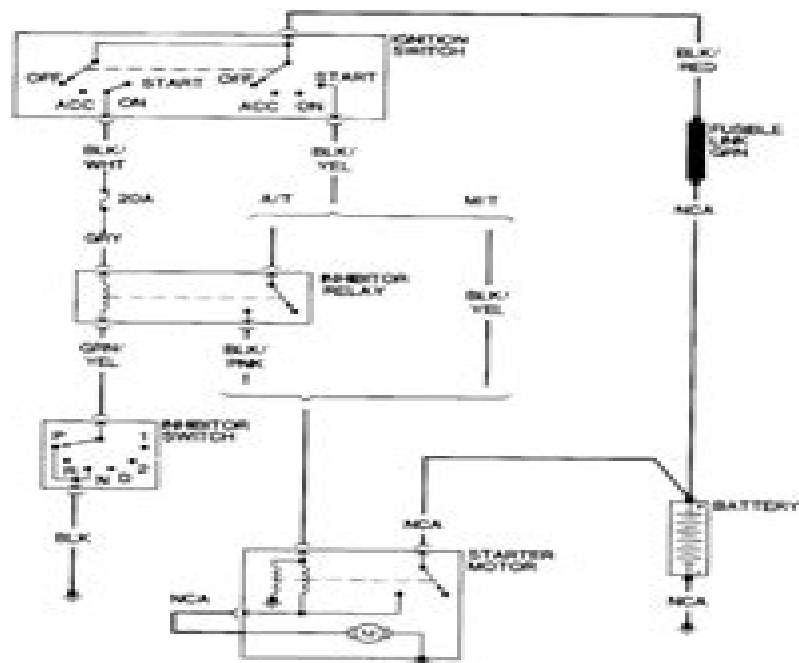 IGNITION
SWITCH
OFF
START
ACC
ON
OFF
START
ACC
ON
BLK/
RED
FUSIBLE
LINK
GRN
NCA
BLK/
WHT
BLK/
YEL
20A
A/T
M/T
GRY
INHIBITOR
RELAY
BLK/
YEL
GRN/
YEL
BLK/
PNK
INHIBITOR
SWITCH
P
R
N
D
2
1
BLK
NCA
BATTERY
STARTER
MOTOR
NCA
NCA
M